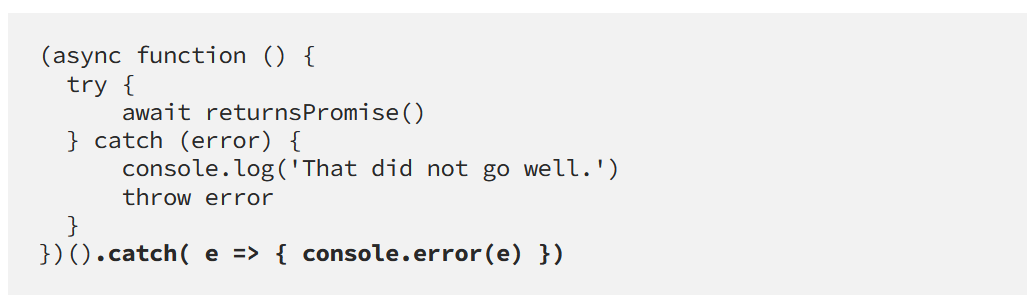 (async function () {
  try {
      await returnsPromise()
  } catch (error) {
      console.log('That did not go well.')
      throw error
  }
})().catch( e => { console.error(e) })